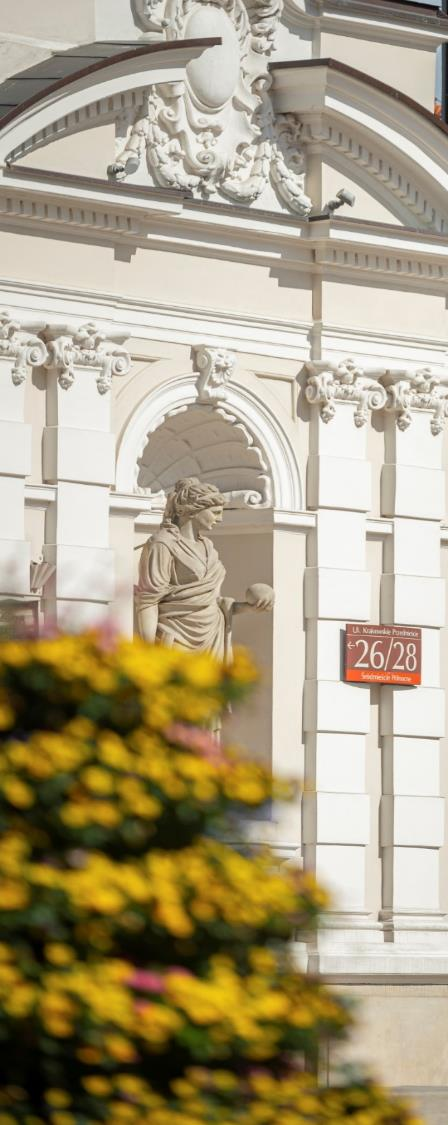 Ul. Krakowskie Przedmieście
←26/28
Śródmieście Północne